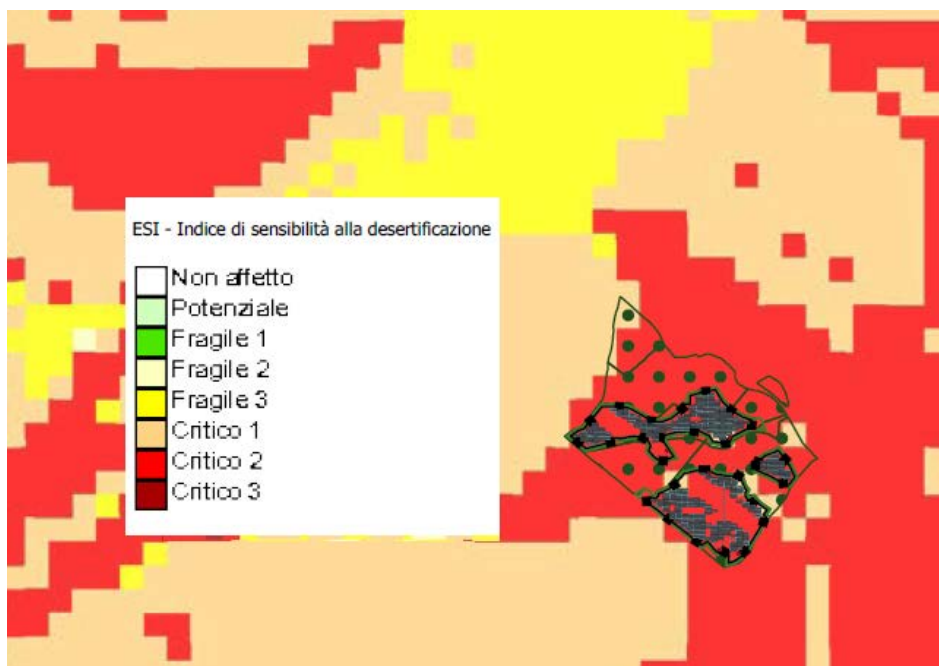 ESI - Indice di sensibilità alla desertificazione
Non affetto
Potenziale
Fragile 1
Fragile 2
Fragile 3
Critico 1
Critico 2
Critico 3